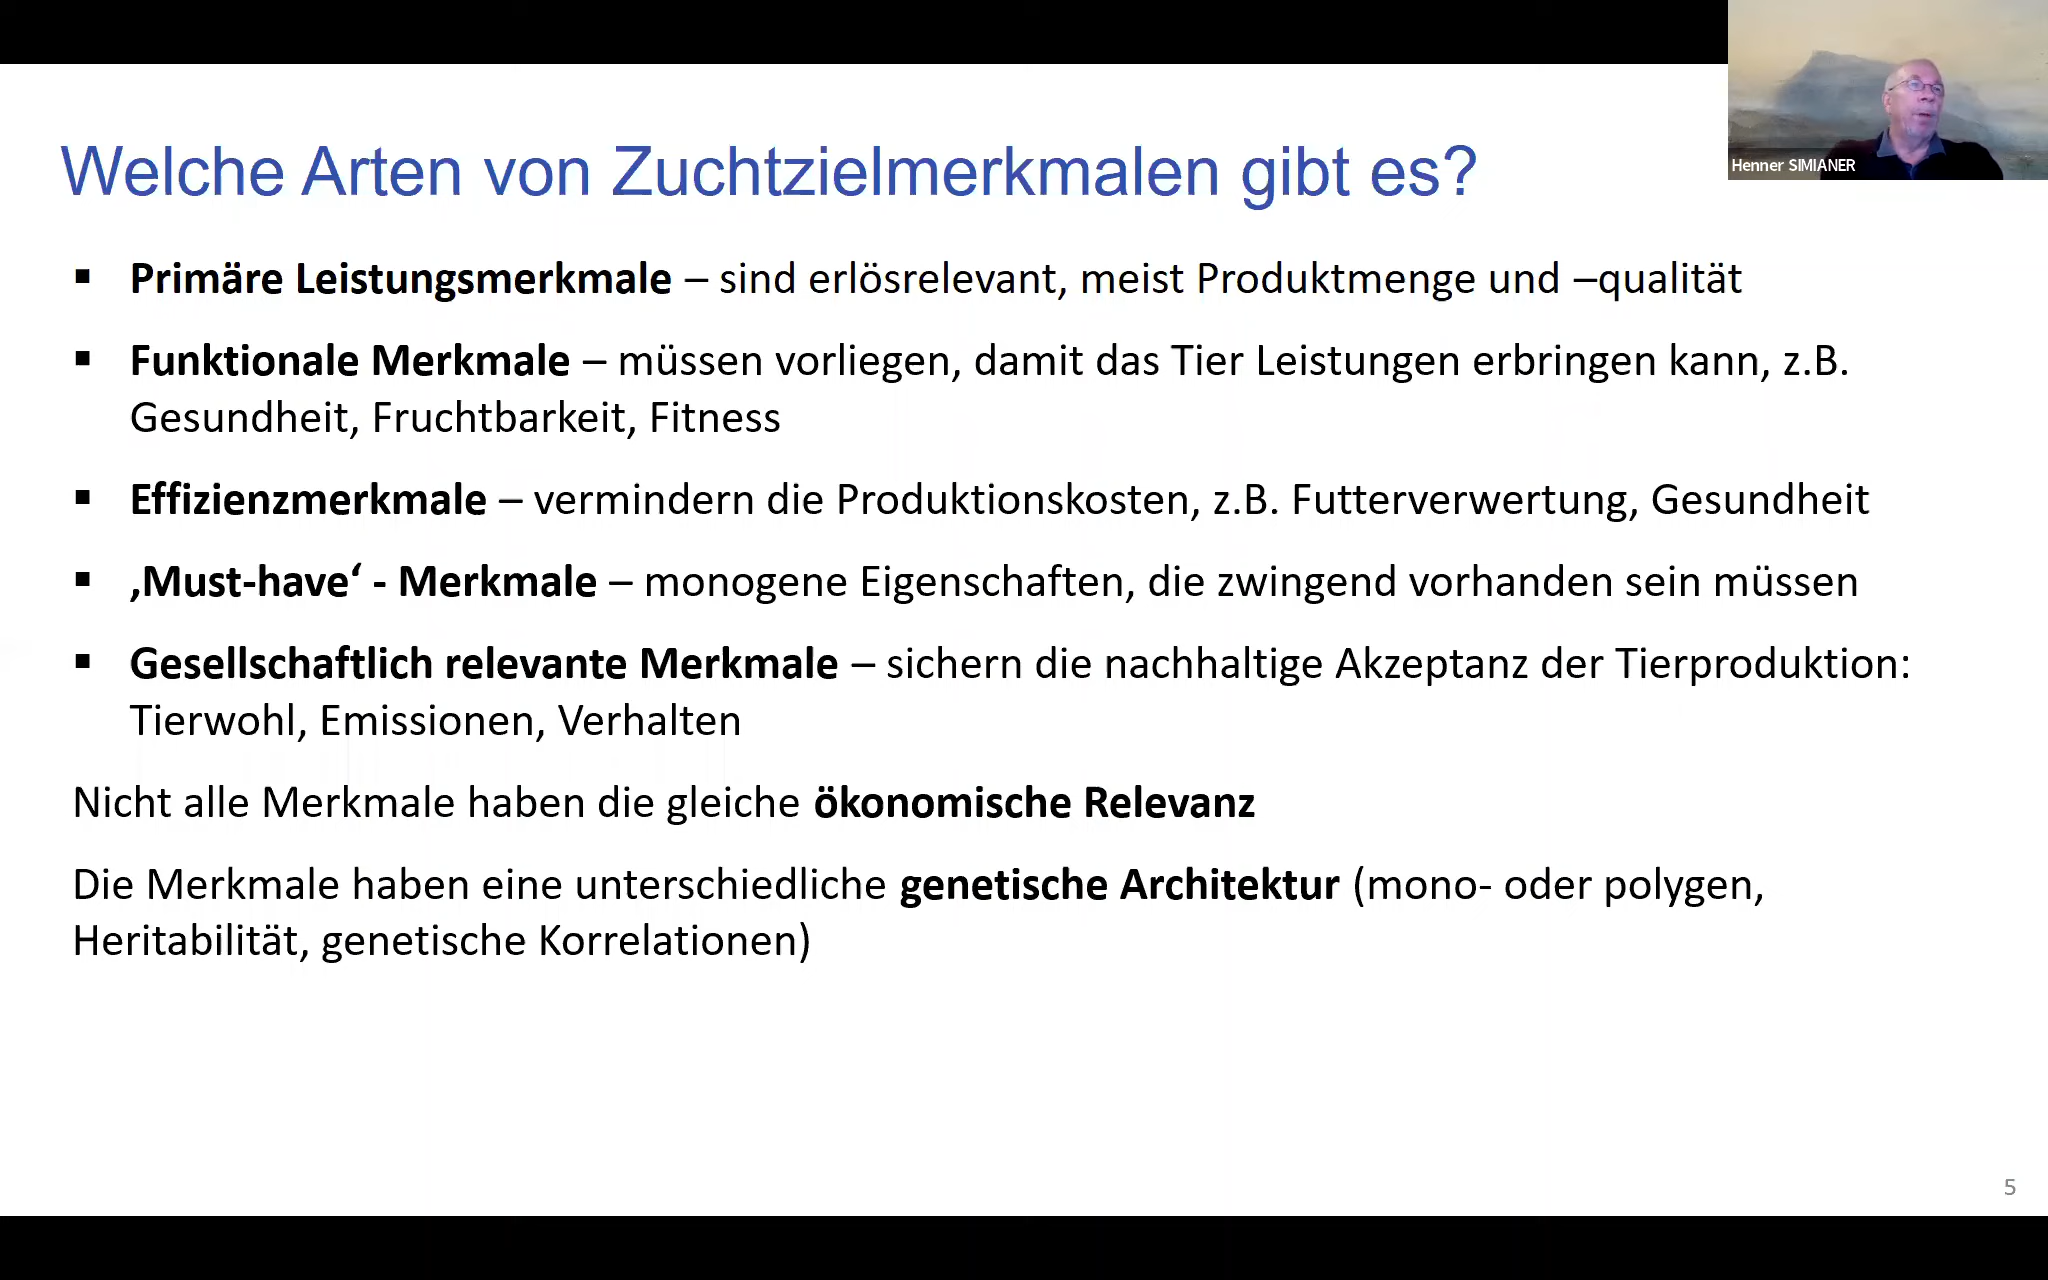 Henner SIMIANER
Welche Arten von Zuchtzielmerkmalen gibt es?
▪ Primäre Leistungsmerkmale – sind erlösrelevant, meist Produktmenge und –qualität
▪ Funktionale Merkmale – müssen vorliegen, damit das Tier Leistungen erbringen kann, z.B.
Gesundheit, Fruchtbarkeit, Fitness
▪ Effizienzmerkmale – vermindern die Produktionskosten, z.B. Futterverwertung, Gesundheit
▪ ‚Must-have‘ - Merkmale – monogene Eigenschaften, die zwingend vorhanden sein müssen
▪ Gesellschaftlich relevante Merkmale – sichern die nachhaltige Akzeptanz der Tierproduktion:
Tierwohl, Emissionen, Verhalten
Nicht alle Merkmale haben die gleiche ökonomische Relevanz
Die Merkmale haben eine unterschiedliche genetische Architektur (mono- oder polygen,
Heritabilität, genetische Korrelationen)
5